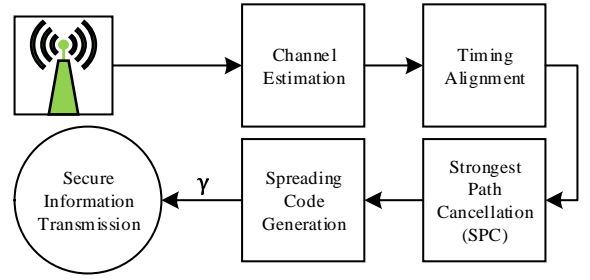 Channel
Estimation
Timing
Alignment
Strongest
Path
Cancellation
(SPC)
Spreading
Code
Generation
γ
Secure
Information
Transmission